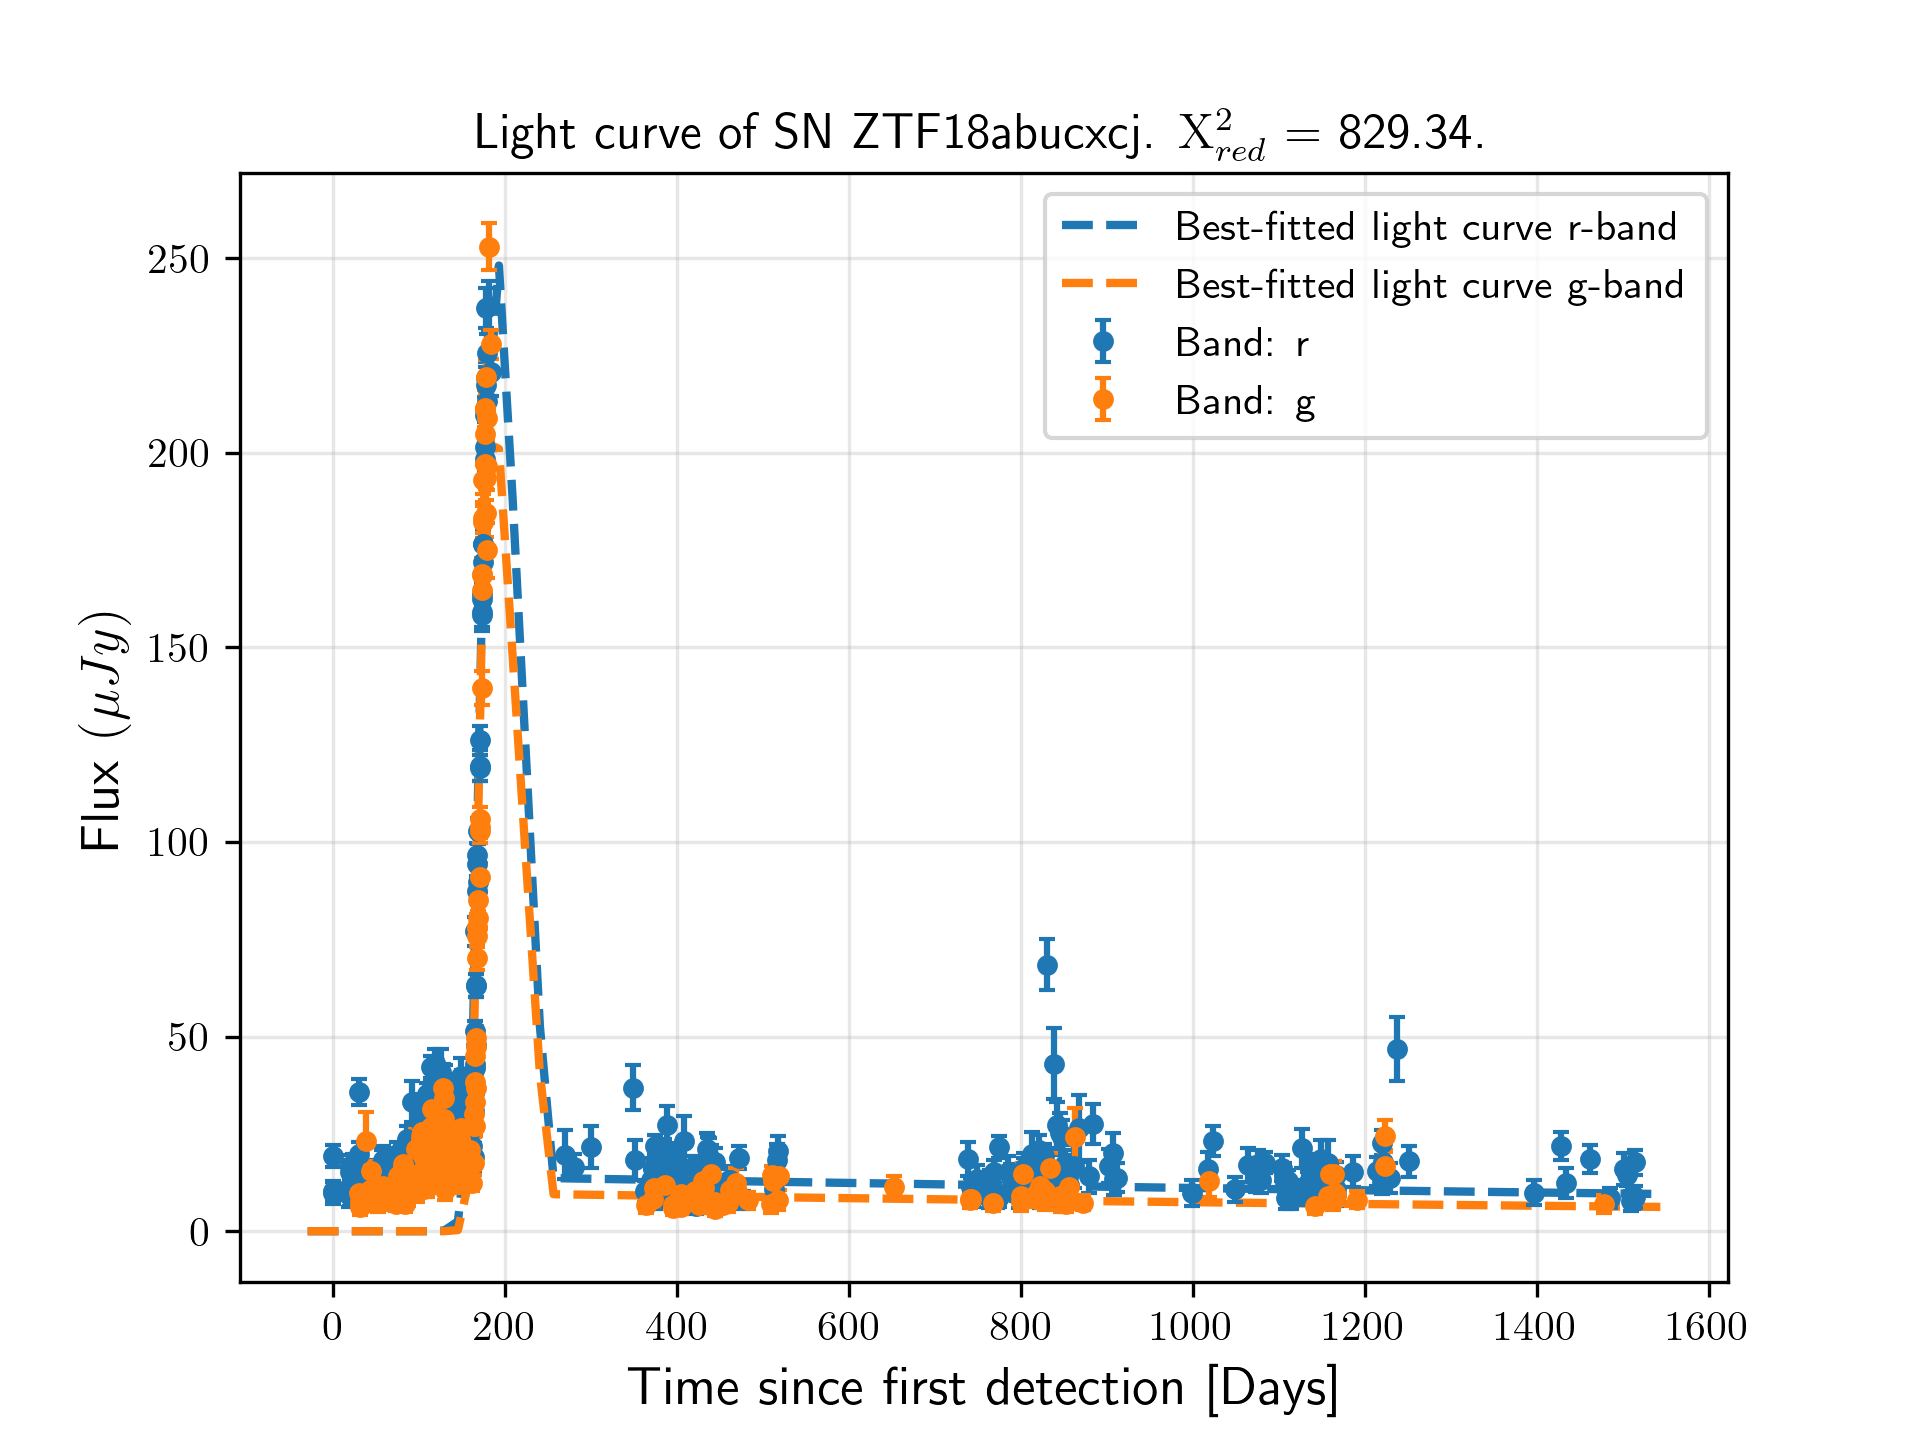 Light curve of SN ZTF18abucxcj. X²_red = 829.34.
Best-fitted light curve r-band
Best-fitted light curve g-band
Band: r
Band: g
Flux (μJy)
250
200
150
100
50
0
0 200 400 600 800 1000 1200 1400 1600
Time since first detection [Days]